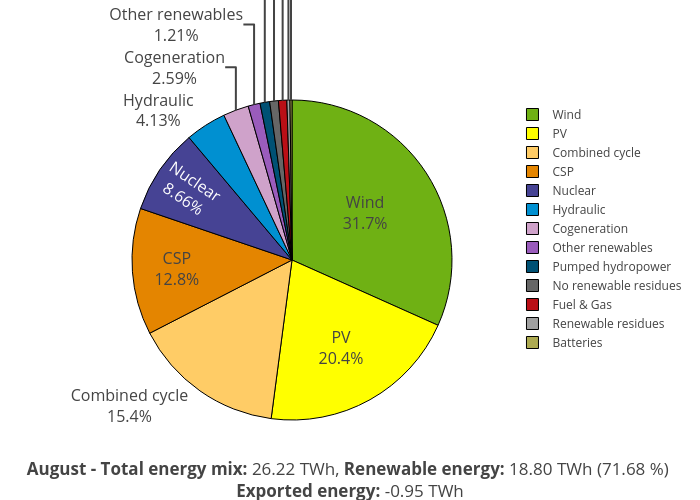 Other renewables
1.21%
Cogeneration
2.59%
Hydraulic
4.13%
Nuclear
8.66%
Wind
31.7%
CSP
12.8%
PV
20.4%
Combined cycle
15.4%
Wind
PV
Combined cycle
CSP
Nuclear
Hydraulic
Cogeneration
Other renewables
Pumped hydropower
No renewable residues
Fuel & Gas
Renewable residues
Batteries
August - Total energy mix: 26.22 TWh, Renewable energy: 18.80 TWh (71.68 %)
Exported energy: -0.95 TWh